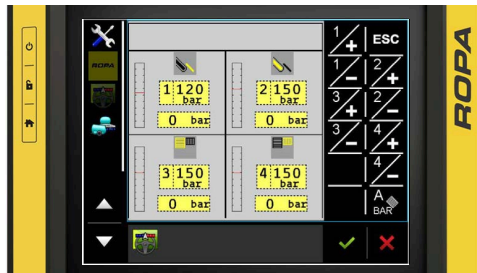 ROPA
1 120
bar
0 bar
2 150
bar
0 bar
3 150
bar
0 bar
4 150
bar
0 bar
1/+
ESC
1/-
2/+
3/+
2/-
3/-
4/+
4/-
A
BAR
ROPA